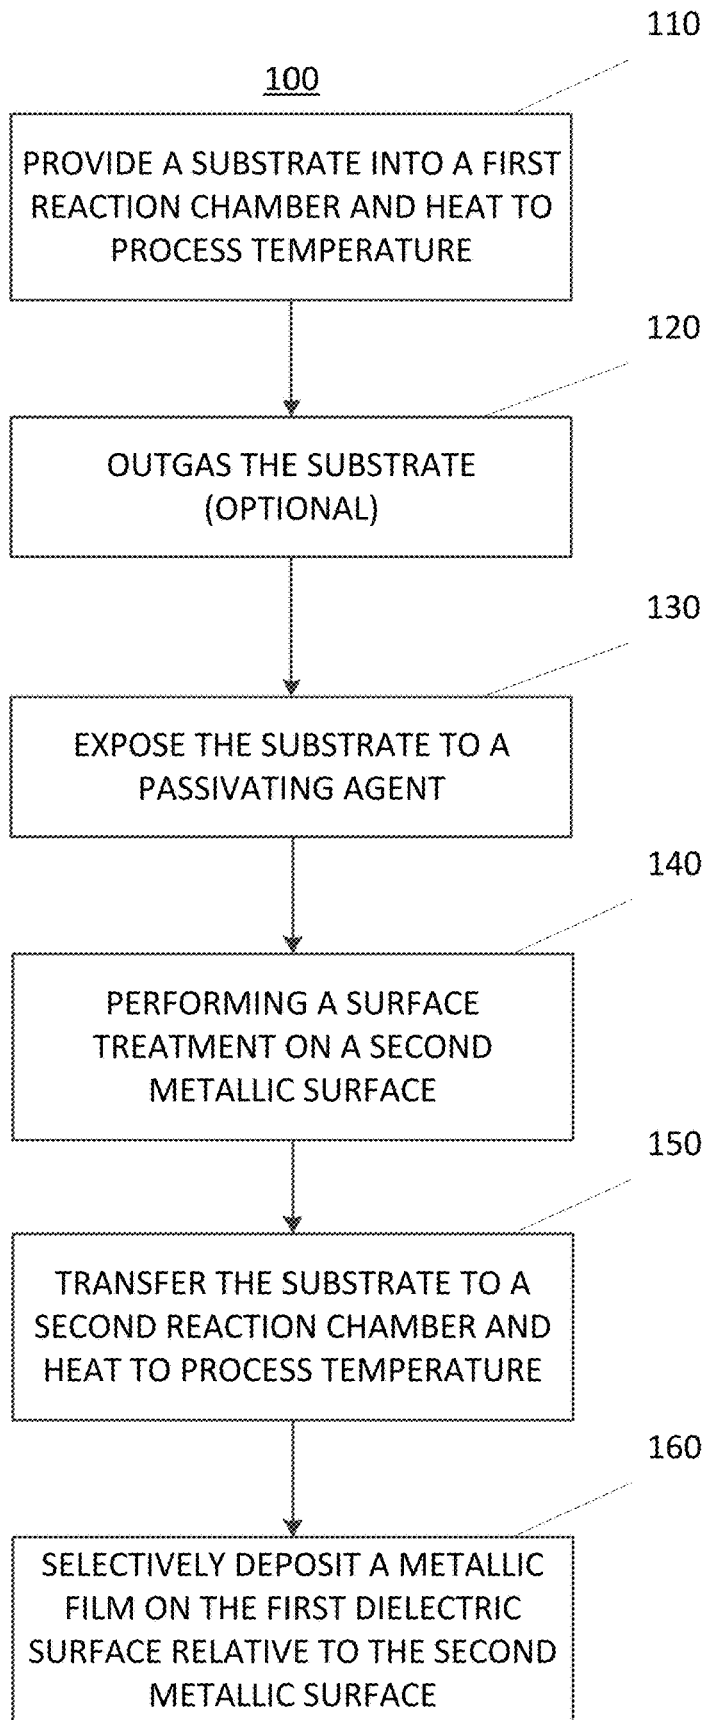 110
100
PROVIDE A SUBSTRATE INTO A FIRST
REACTION CHAMBER AND HEAT TO
PROCESS TEMPERATURE
120
OUTGAS THE SUBSTRATE
(OPTIONAL)
130
EXPOSE THE SUBSTRATE TO A
PASSIVATING AGENT
140
PERFORMING A SURFACE
TREATMENT ON A SECOND
METALLIC SURFACE
150
TRANSFER THE SUBSTRATE TO A
SECOND REACTION CHAMBER AND
HEAT TO PROCESS TEMPERATURE
160
SELECTIVELY DEPOSIT A METALLIC
FILM ON THE FIRST DIELECTRIC
SURFACE RELATIVE TO THE SECOND
METALLIC SURFACE